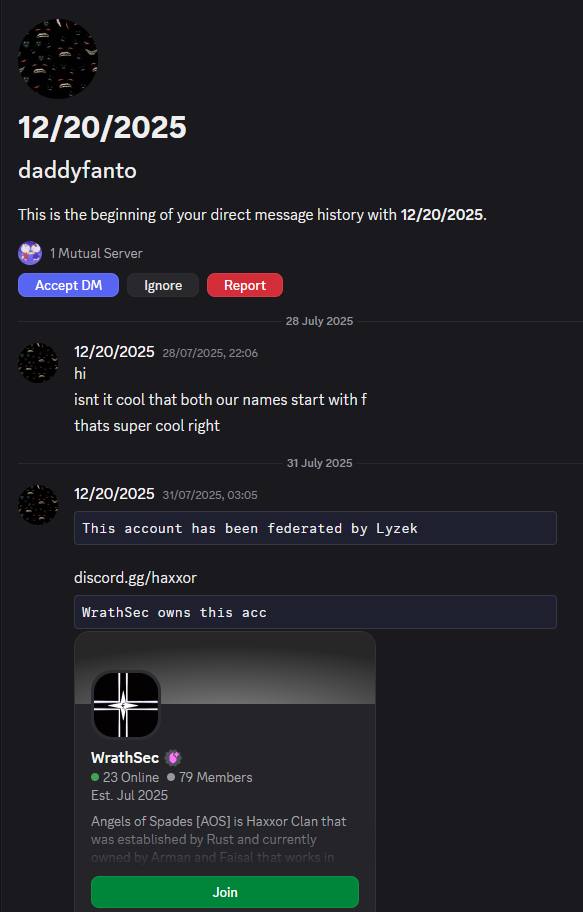 12/20/2025
daddyfanto
This is the beginning of your direct message history with 12/20/2025.
1 Mutual Server
Accept DM
Ignore
Report
28 July 2025
12/20/2025 28/07/2025, 22:06
hi
isnt it cool that both our names start with f
thats super cool right
31 July 2025
12/20/2025 31/07/2025, 03:05
This account has been federated by Lyzek
discord.gg/haxxor
WrathSec owns this acc
WrathSec
23 Online 79 Members
Est. Jul 2025
Angels of Spades [AOS] is Haxxor Clan that
was established by Rust and currently
owned by Arman and Faisal that works in
Join